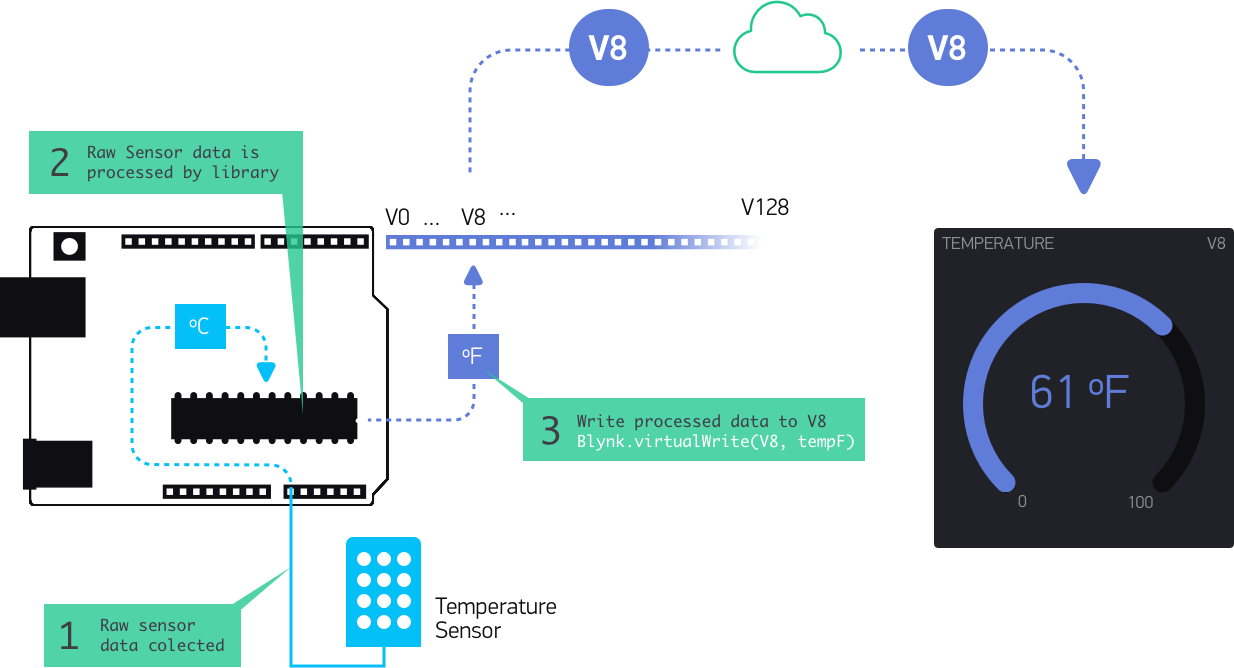 V8
V8
2
Raw Sensor data is
processed by library
V0 ... V8 ...
V128
TEMPERATURE
V8
ºC
ºF
61 ºF
3
Write processed data to V8
Blynk.virtualWrite(V8, tempF)
0
100
1
Raw sensor
data colected
Temperature
Sensor